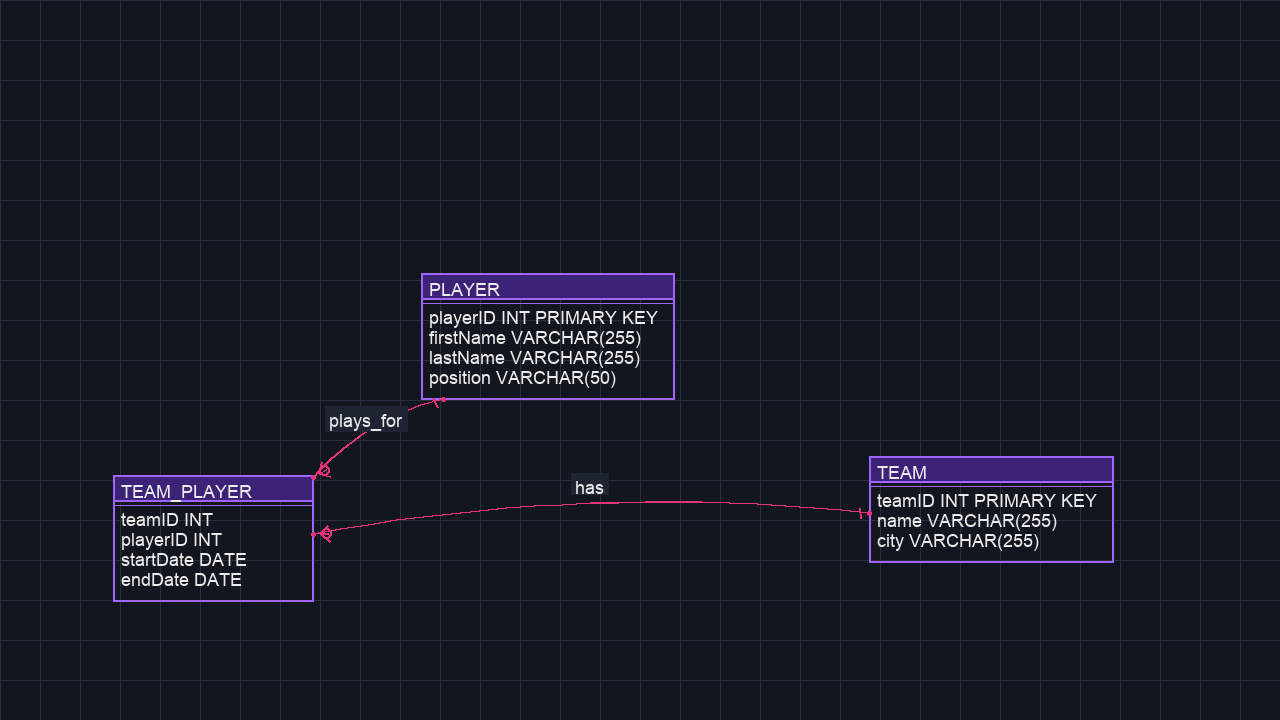 PLAYER
playerID INT PRIMARY KEY
firstName VARCHAR(255)
lastName VARCHAR(255)
position VARCHAR(50)
plays_for
TEAM_PLAYER
teamID INT
playerID INT
startDate DATE
endDate DATE
has
TEAM
teamID INT PRIMARY KEY
name VARCHAR(255)
city VARCHAR(255)